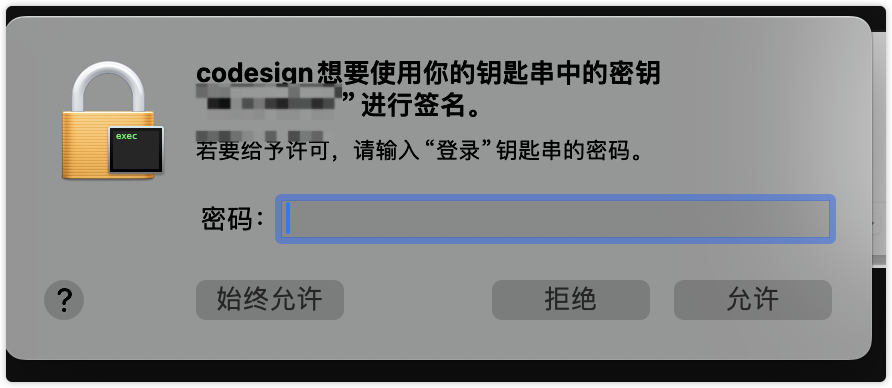 codesign想要使用你的钥匙串中的密钥
”进行签名。
若要给予许可，请输入“登录”钥匙串的密码。
exec
密码：
?
始终允许
拒绝
允许